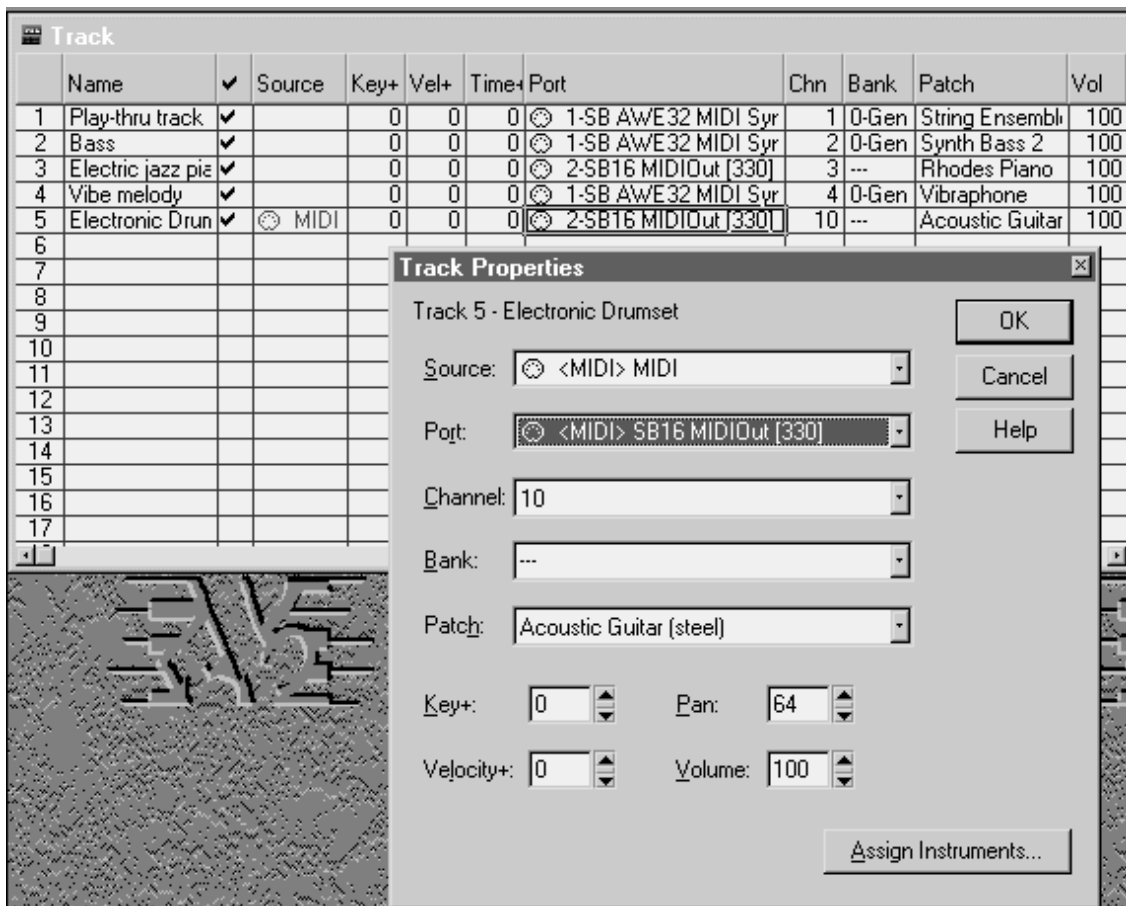 Track
Name ✔ Source Key+ Vel+ Time+ Port Chn Bank Patch Vol
1 Play-thru track ✔ 0 0 0 1-SB AWE32 MIDI Syr 1 0-Gen String Ensembl 100
2 Bass ✔ 0 0 0 1-SB AWE32 MIDI Syr 2 0-Gen Synth Bass 2 100
3 Electric jazz pia ✔ 0 0 0 2-SB16 MIDIOut [330] 3 --- Rhodes Piano 100
4 Vibe melody ✔ 0 0 0 1-SB AWE32 MIDI Syr 4 0-Gen Vibraphone 100
5 Electronic Drun ✔ MIDI 0 0 0 2-SB16 MIDIOut [330] 10 --- Acoustic Guitar 100
6
7
8
9
10
11
12
13
14
15
16
17
Track Properties
Track 5 - Electronic Drumset
OK
Source: <MIDI> MIDI
Cancel
Port: <MIDI> SB16 MIDIOut [330]
Help
Channel: 10
Bank: ---
Patch: Acoustic Guitar (steel)
Key+: 0 Pan: 64
Velocity+: 0 Volume: 100
Assign Instruments...